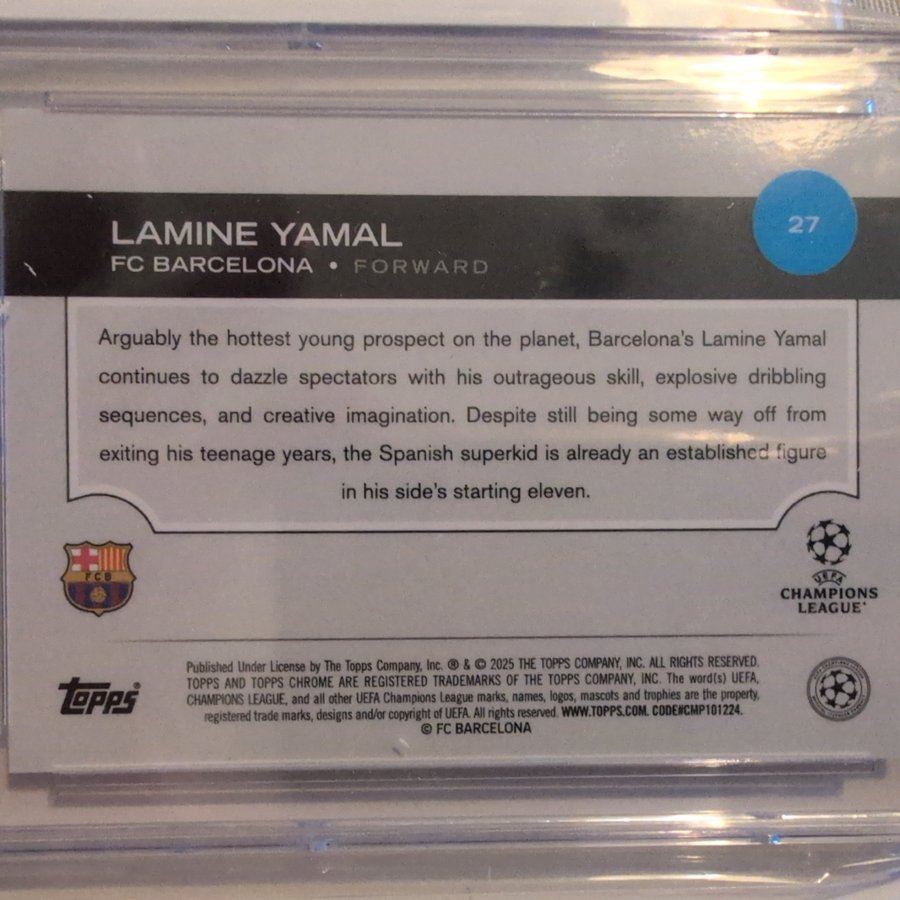 LAMINE YAMAL
27
FC BARCELONA • FORWARD
Arguably the hottest young prospect on the planet, Barcelona's Lamine Yamal
continues to dazzle spectators with his outrageous skill, explosive dribbling
sequences, and creative imagination. Despite still being some way off from
exiting his teenage years, the Spanish superkid is already an established figure
in his side's starting eleven.
FCB
UEFA
CHAMPIONS
LEAGUE
Published Under License by The Topps Company, Inc. ® & © 2025 THE TOPPS COMPANY, INC. ALL RIGHTS RESERVED.
TOPPS AND TOPPS CHROME ARE REGISTERED TRADEMARKS OF THE TOPPS COMPANY, INC. The word(s) UEFA,
CHAMPIONS LEAGUE, and all other UEFA Champions League marks, names, logos, mascots and trophies are the property,
registered trade marks, designs and/or copyright of UEFA. All rights reserved. WWW.TOPPS.COM. CODE#CMP101224.
© FC BARCELONA
Topps®